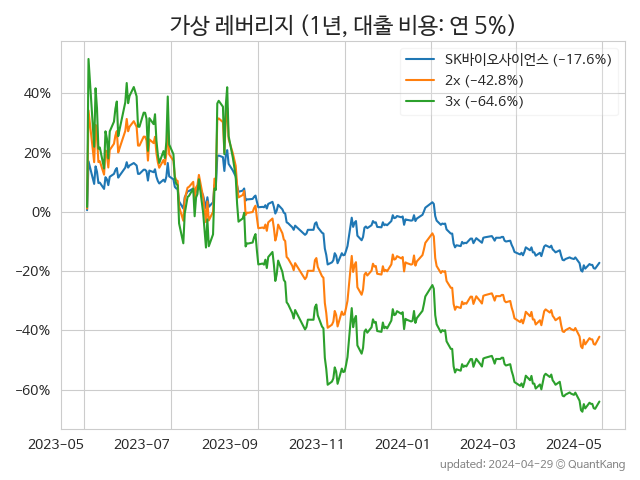 가상 레버리지 (1년, 대출 비용: 연 5%)
SK바이오사이언스 (−17.6%)
2x (−42.8%)
3x (−64.6%)
40%
20%
0%
−20%
−40%
−60%
2023-05 2023-07 2023-09 2023-11 2024-01 2024-03 2024-05
updated: 2024-04-29 © QuantKang